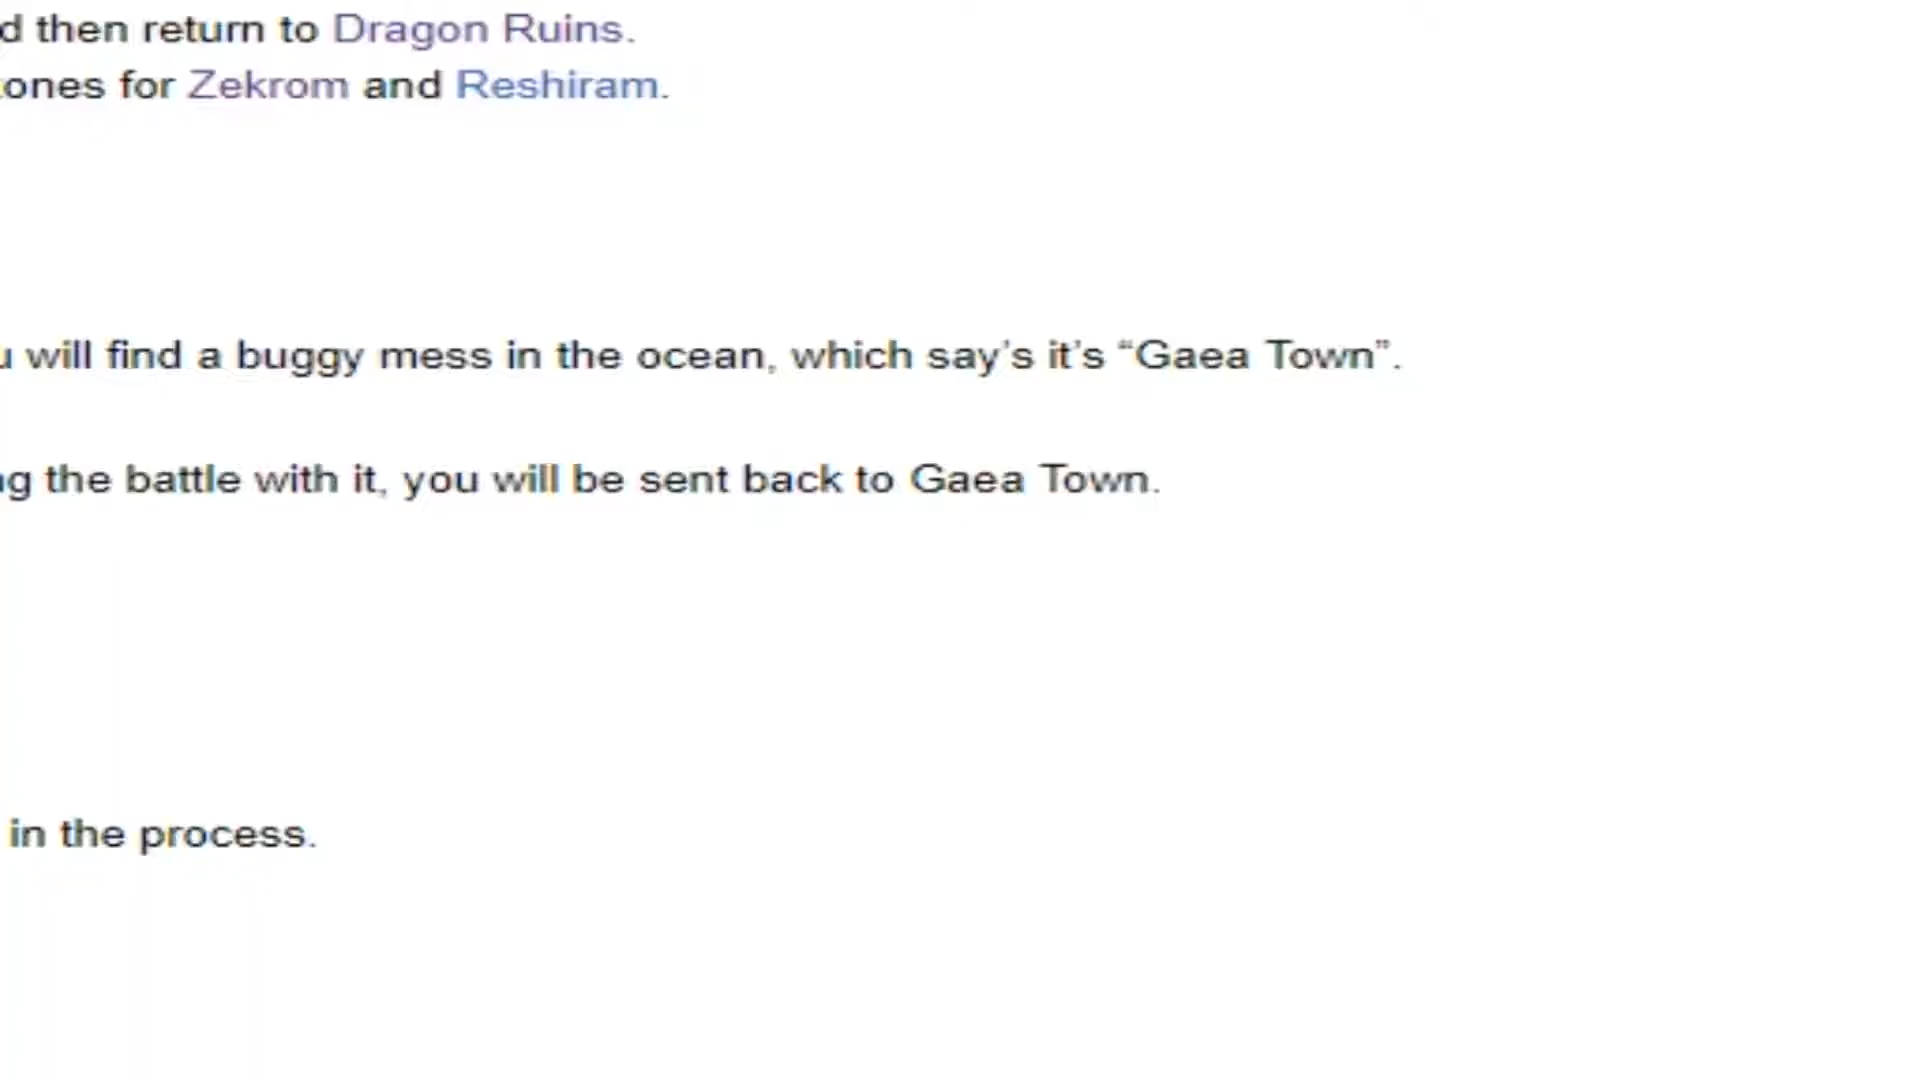 then return to Dragon Ruins.
for Zekrom and Reshiram.
will find a buggy mess in the ocean, which say’s it’s “Gaea Town”.
the battle with it, you will be sent back to Gaea Town.
in the process.